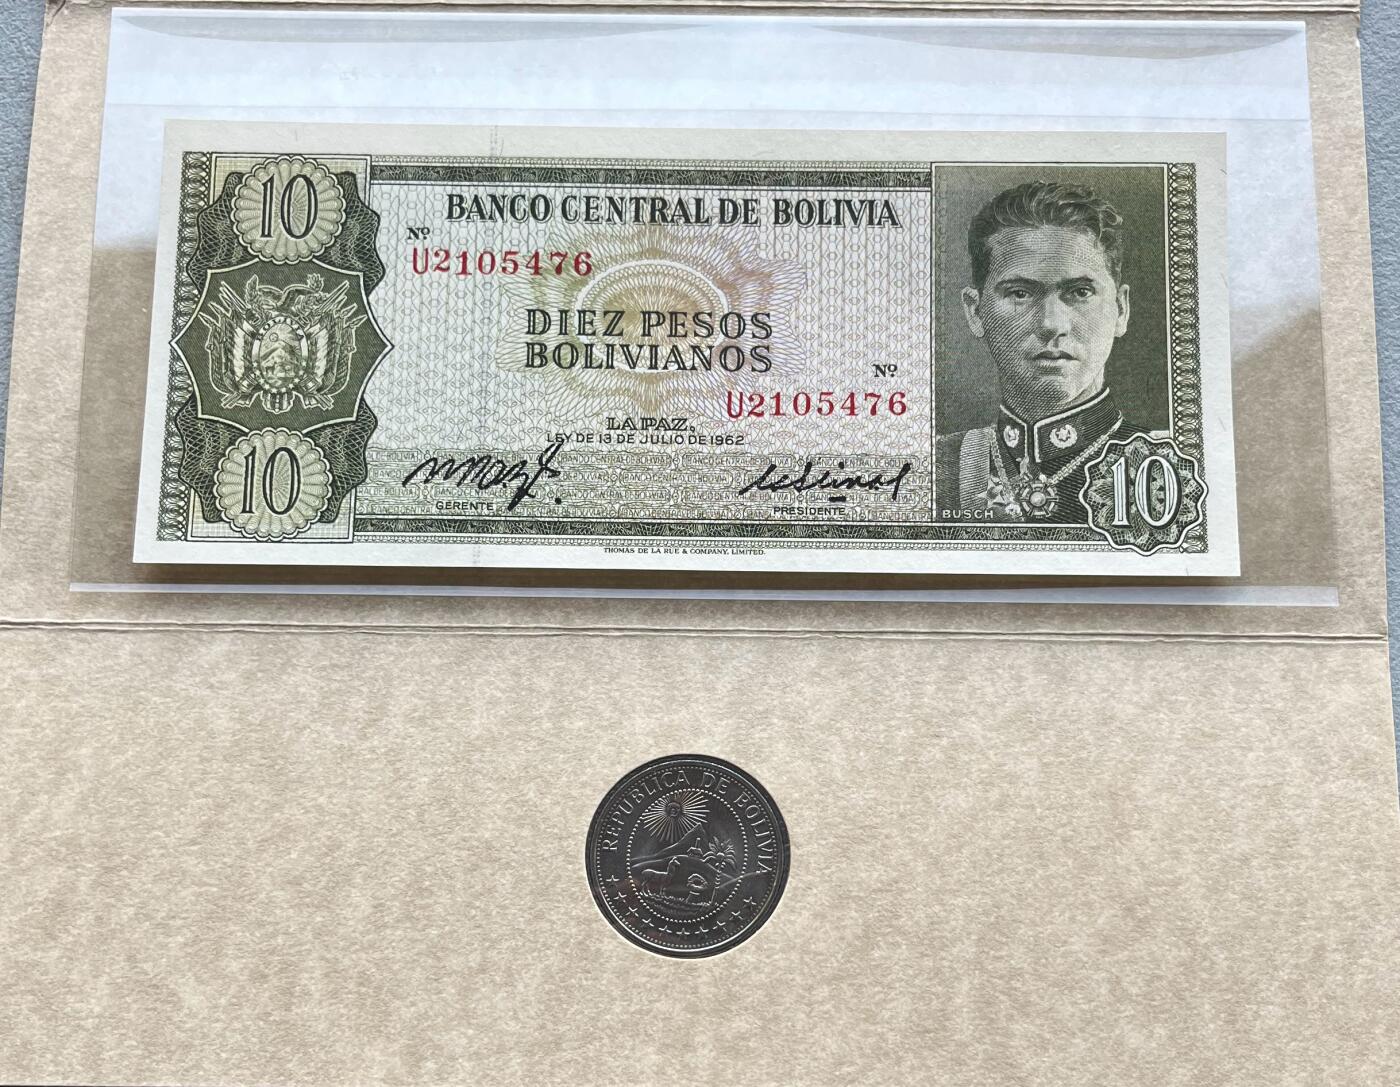 10
BANCO CENTRAL DE BOLIVIA
Nº
U2105476
DIEZ PESOS
BOLIVIANOS
Nº
U2105476
LA PAZ,
LEY DE 13 DE JULIO DE 1962
10
GERENTE
PRESIDENTE
BUSCH
10
THOMAS DE LA RUE & COMPANY, LIMITED.
REPUBLICA DE BOLIVIA